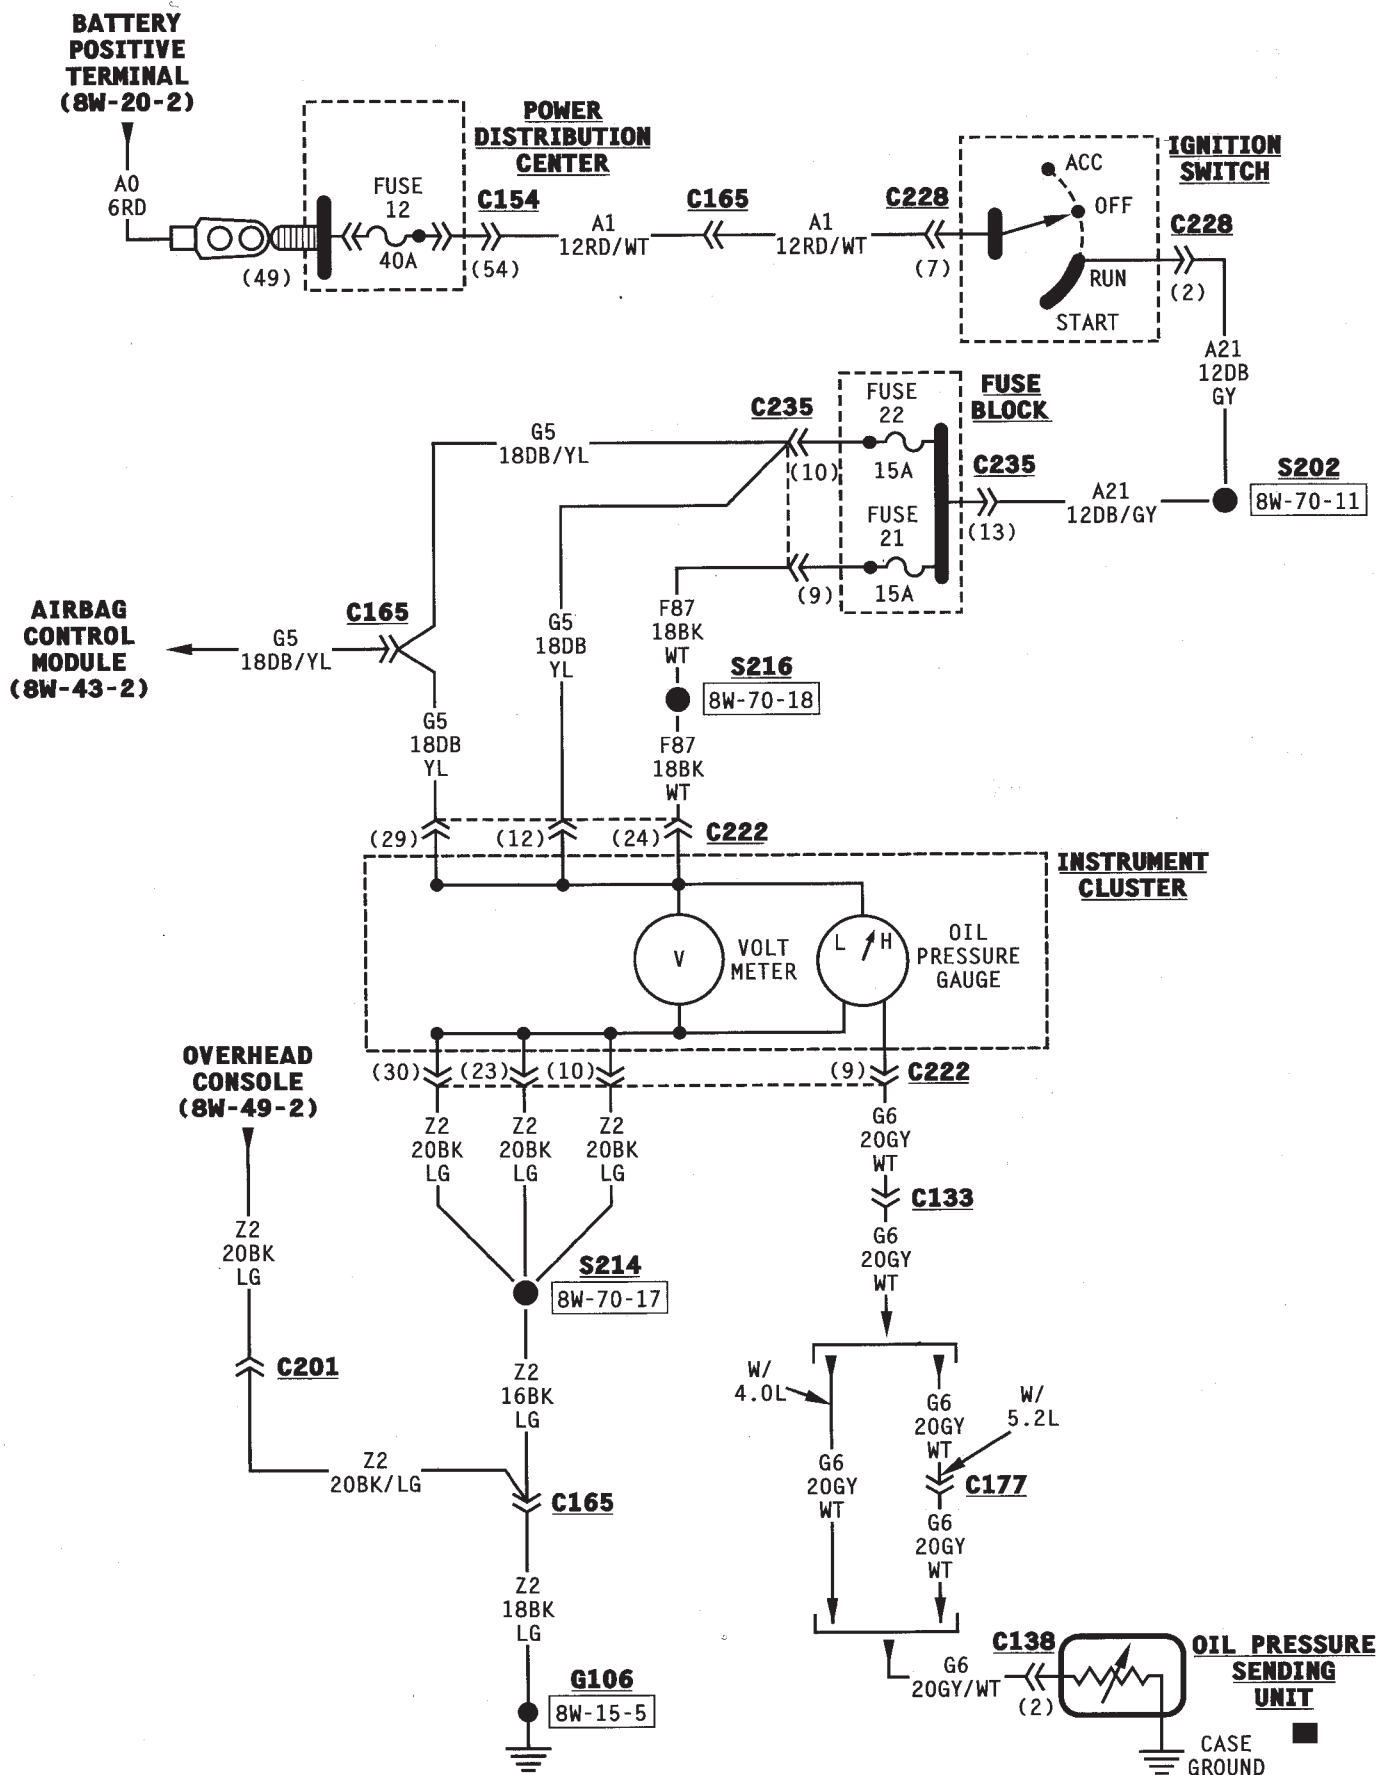 BATTERY
POSITIVE
TERMINAL
(8W-20-2)
A0
6RD
(49)
FUSE
12
40A
POWER
DISTRIBUTION
CENTER
C154
(54)
A1
12RD/WT
C165
A1
12RD/WT
C228
(7)
IGNITION
SWITCH
ACC
OFF
RUN
START
C228
(2)
A21
12DB
GY
S202
8W-70-11
A21
12DB/GY
C235
(13)
FUSE
BLOCK
FUSE
22
15A
FUSE
21
15A
C235
(10)
(9)
G5
18DB/YL
AIRBAG
CONTROL
MODULE
(8W-43-2)
G5
18DB/YL
C165
G5
18DB
YL
G5
18DB
YL
F87
18BK
WT
S216
8W-70-18
F87
18BK
WT
(29)
(12)
(24)
C222
INSTRUMENT
CLUSTER
V
VOLT
METER
L
H
OIL
PRESSURE
GAUGE
(30)
(23)
(10)
(9)
C222
OVERHEAD
CONSOLE
(8W-49-2)
Z2
20BK
LG
Z2
20BK
LG
Z2
20BK
LG
G6
20GY
WT
C133
G6
20GY
WT
Z2
20BK
LG
S214
8W-70-17
C201
Z2
16BK
LG
W/
4.0L
G6
20GY
WT
W/
5.2L
G6
20GY
WT
C177
G6
20GY
WT
Z2
20BK/LG
C165
Z2
18BK
LG
G106
8W-15-5
G6
20GY/WT
C138
(2)
OIL PRESSURE
SENDING
UNIT
CASE
GROUND